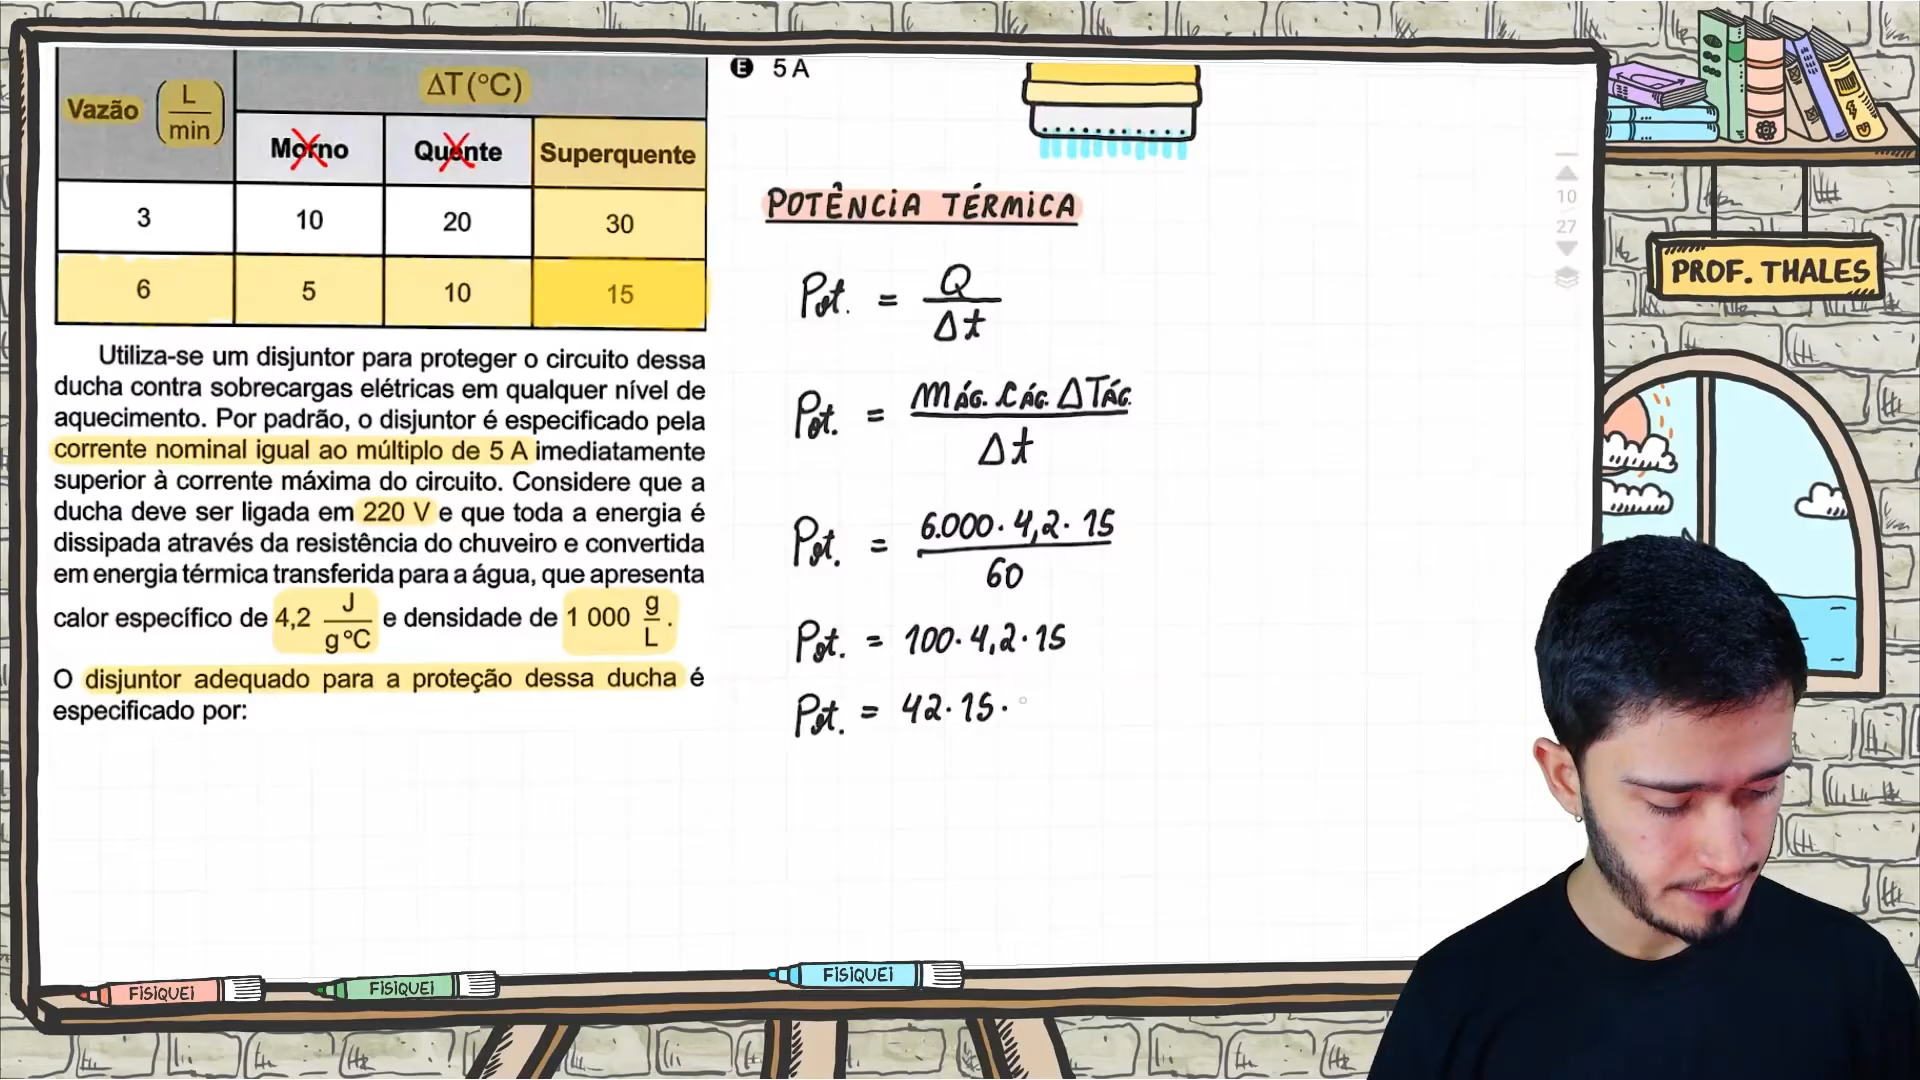 Vazão (L/min) ΔT(°C)
Morno Quente Superquente
3 10 20 30
6 5 10 15
Utiliza-se um disjuntor para proteger o circuito dessa
ducha contra sobrecargas elétricas em qualquer nível de
aquecimento. Por padrão, o disjuntor é especificado pela
corrente nominal igual ao múltiplo de 5 A imediatamente
superior à corrente máxima do circuito. Considere que a
ducha deve ser ligada em 220 V e que toda a energia é
dissipada através da resistência do chuveiro e convertida
em energia térmica transferida para a água, que apresenta
calor específico de 4,2 J/g°C e densidade de 1 000 g/L.
O disjuntor adequado para a proteção dessa ducha é
especificado por:
E 5 A
POTÊNCIA TÉRMICA
Pot. = Q/Δt
Pot. = mÁG. cÁG. ΔTÁG./Δt
Pot. = 6.000 · 4,2 · 15/60
Pot. = 100 · 4,2 · 15
Pot. = 42 · 15 ·
10
27
PROF. THALES
FISIQUEI
FISIQUEI
FISIQUEI